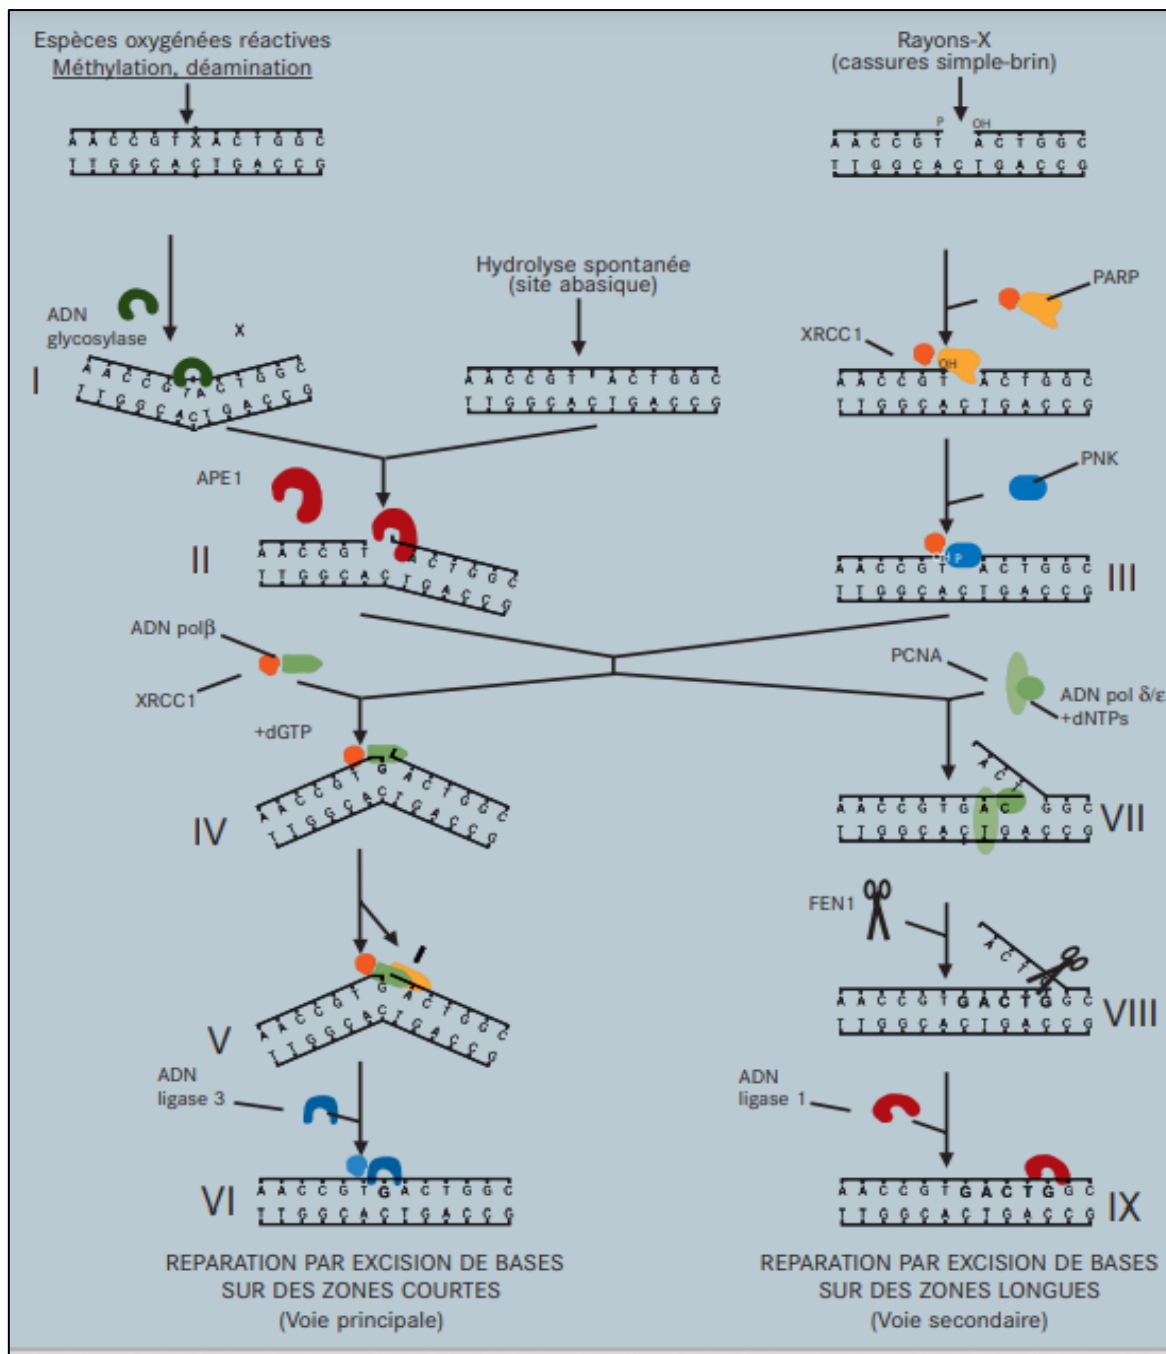 Espèces oxygénées réactives
Méthylation, déamination
A A C C G T X A C T G G C
T T G G C A C T G A C C G
Rayons-X
(cassures simple-brin)
P OH
A A C C G T A C T G G C
T T G G C A C T G A C C G
Hydrolyse spontanée
(site abasique)
A A C C G T A C T G G C
T T G G C A C T G A C C G
ADN
glycosylase
X
I
A A C C G T A C T G G C
T T G G C A C T G A C C G
PARP
XRCC1
OH
A A C C G T A C T G G C
T T G G C A C T G A C C G
APE1
II
A A C C G T A C T G G C
T T G G C A C T G A C C G
PNK
OH P
A A C C G T A C T G G C
T T G G C A C T G A C C G
III
ADN polβ
XRCC1
+dGTP
IV
A A C C G T G A C T G G C
T T G G C A C T G A C C G
PCNA
ADN pol δ/ε
+dNTPs
A C T
A A C C G T G A C G G C
T T G G C A C T G A C C G
VII
V
A A C C G T G A C T G G C
T T G G C A C T G A C C G
FEN1
A C T
A A C C G T G A C T G G C
T T G G C A C T G A C C G
VIII
ADN
ligase 3
VI
A A C C G T G A C T G G C
T T G G C A C T G A C C G
ADN
ligase 1
A A C C G T G A C T G G C
T T G G C A C T G A C C G
IX
REPARATION PAR EXCISION DE BASES
SUR DES ZONES COURTES
(Voie principale)
REPARATION PAR EXCISION DE BASES
SUR DES ZONES LONGUES
(Voie secondaire)